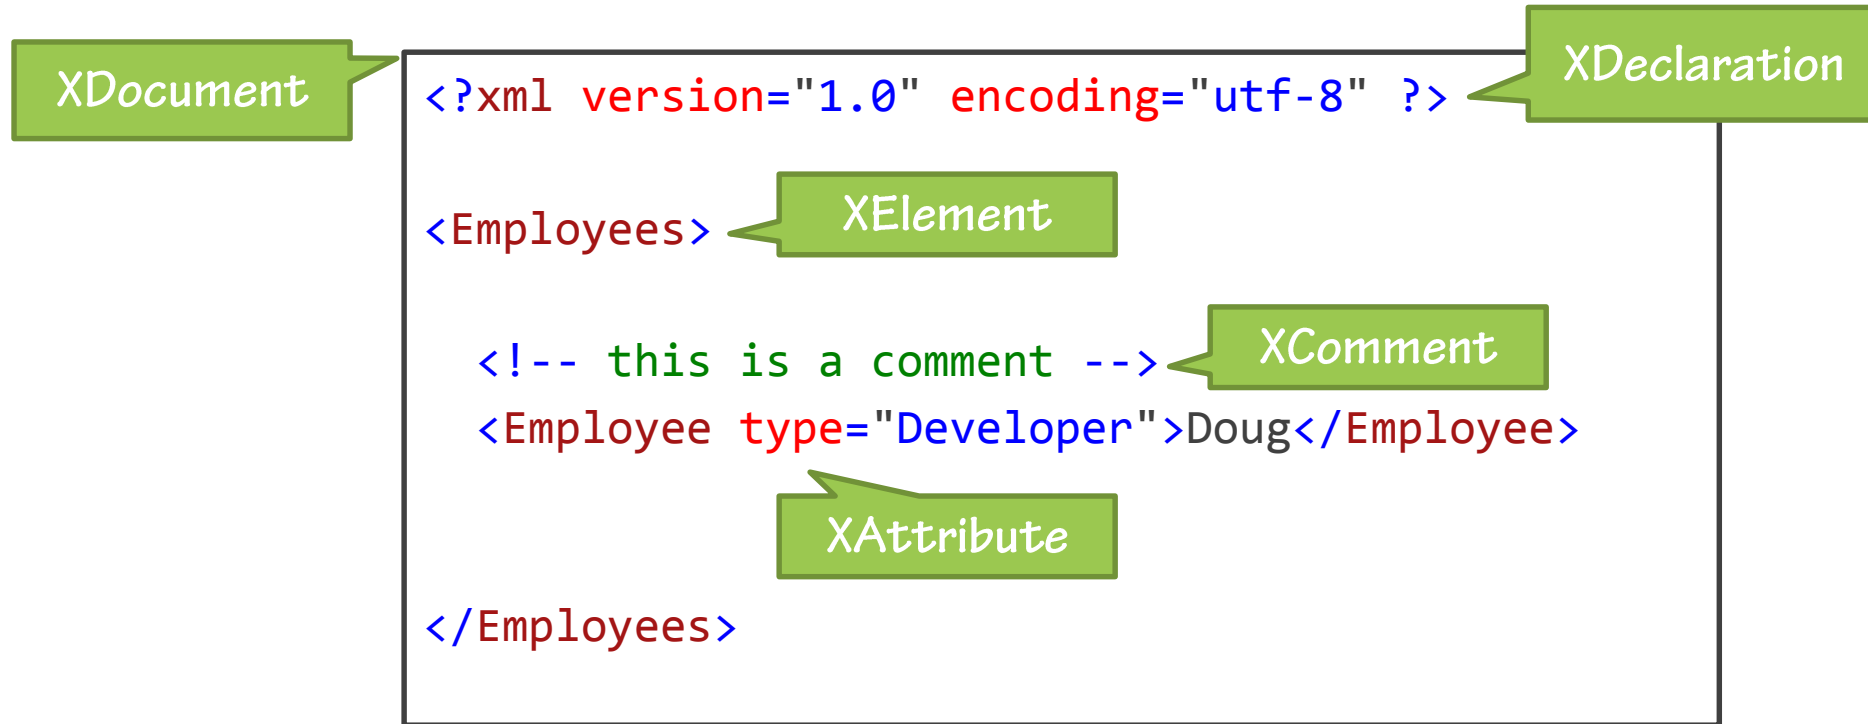 XDocument
XDeclaration
<?xml version="1.0" encoding="utf-8" ?>
<Employees>
XElement
<!-- this is a comment -->
XComment
<Employee type="Developer">Doug</Employee>
XAttribute
</Employees>